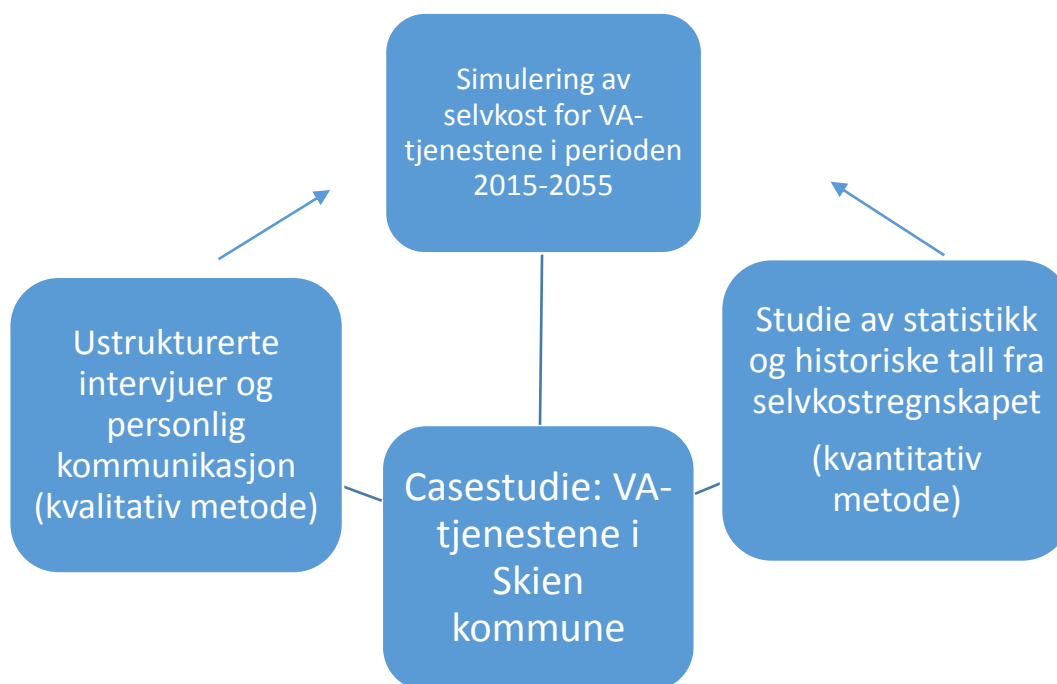 Simulering av
selvkost for VA-
tjenestene i perioden
2015-2055
Ustrukturerte
intervjuer og
personlig
kommunikasjon
(kvalitativ metode)
Studie av statistikk
og historiske tall fra
selvkostregnskapet
(kvantitativ
metode)
Casestudie: VA-
tjenestene i
Skien
kommune